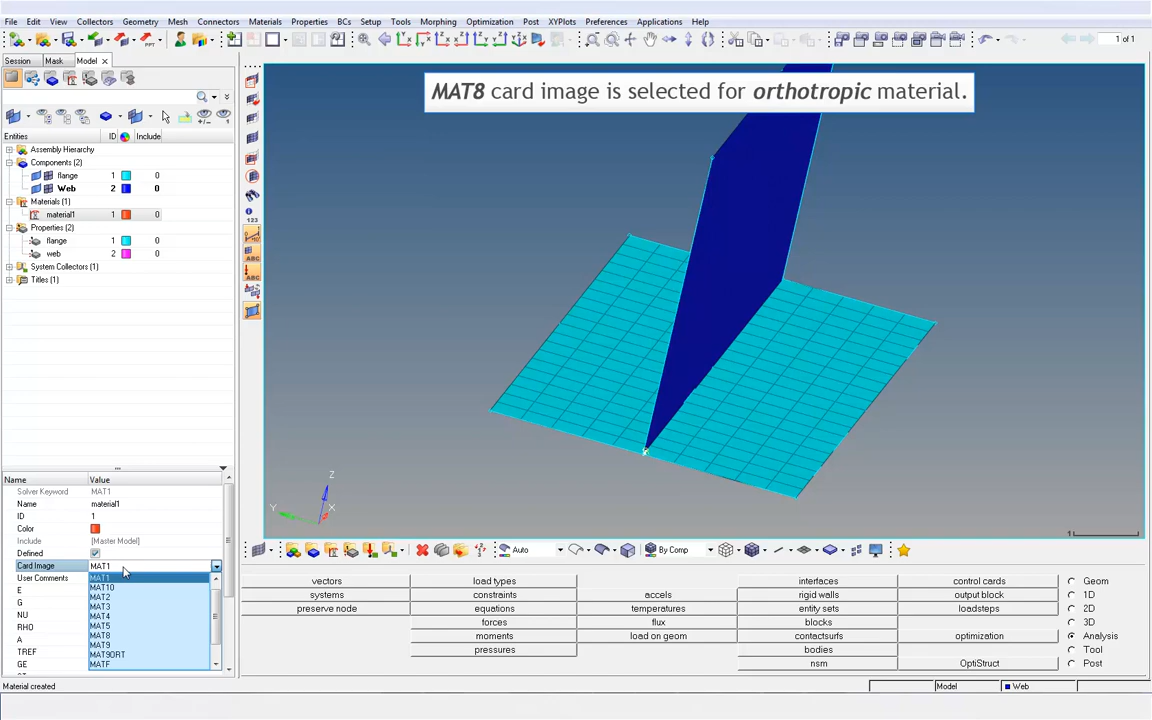 File Edit View Collectors Geometry Mesh Connectors Materials Properties BCs Setup Tools Morphing Optimization Post XYPlots Preferences Applications Help
1 of 1
Session Mask Model
MAT8 card image is selected for orthotropic material.
Entities ID Include
Assembly Hierarchy
Components (2)
flange 1 0
Web 2 0
Materials (1)
material1 1 0
Properties (2)
flange 1 0
web 2 0
System Collectors (1)
Titles (1)
123
ABC
ABC
Z
Y
X
1
Name Value
Solver Keyword MAT1
Name material1
ID 1
Color
Include [Master Model]
Defined
Card Image MAT1
User Comments
E
G
NU
RHO
A
TREF
GE
MAT1
MAT10
MAT2
MAT3
MAT4
MAT5
MAT8
MAT9
MAT9ORT
MATF
Auto By Comp
vectors load types interfaces control cards Geom
systems constraints accels rigid walls output block 1D
preserve node equations temperatures entity sets loadsteps 2D
forces flux blocks 3D
moments load on geom contactsurfs optimization Analysis
pressures bodies Tool
nsm OptiStruct Post
Material created Model Web